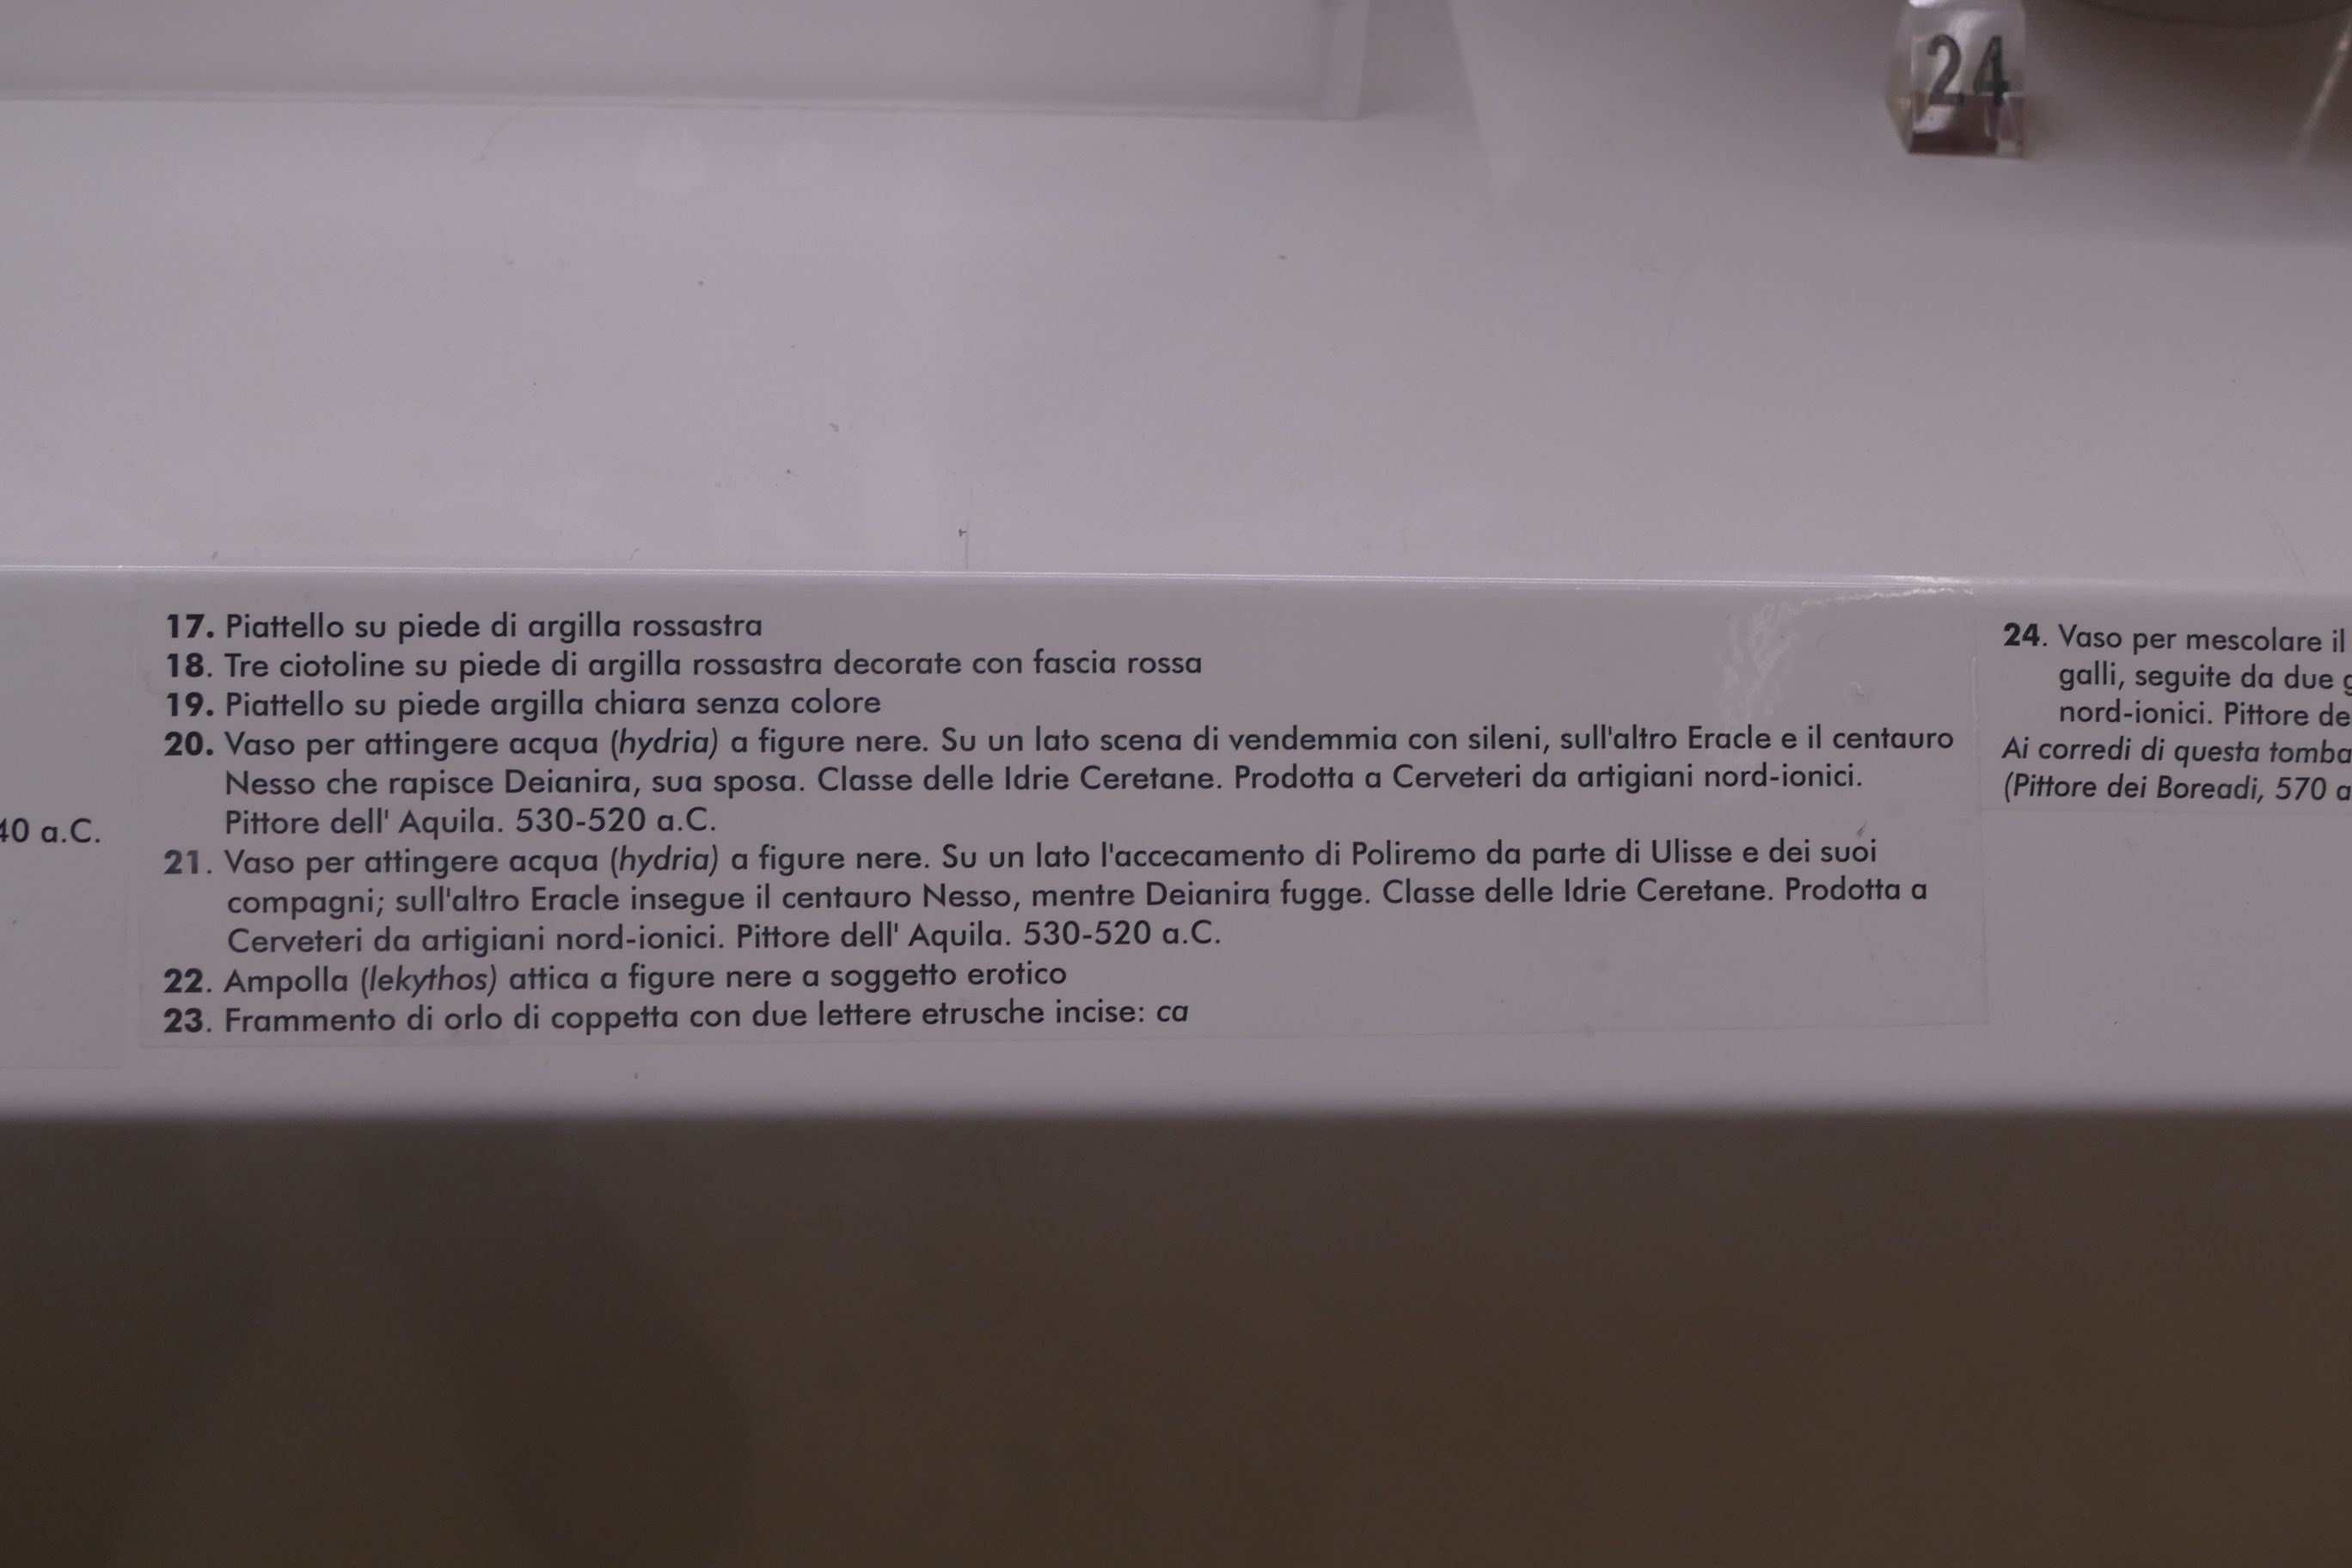 24
17. Piattello su piede di argilla rossastra
18. Tre ciotoline su piede di argilla rossastra decorate con fascia rossa
19. Piattello su piede argilla chiara senza colore
20. Vaso per attingere acqua (hydria) a figure nere. Su un lato scena di vendemmia con sileni, sull'altro Eracle e il centauro
Nesso che rapisce Deianira, sua sposa. Classe delle Idrie Ceretane. Prodotta a Cerveteri da artigiani nord-ionici.
Pittore dell' Aquila. 530-520 a.C.
21. Vaso per attingere acqua (hydria) a figure nere. Su un lato l'accecamento di Poliremo da parte di Ulisse e dei suoi
compagni; sull'altro Eracle insegue il centauro Nesso, mentre Deianira fugge. Classe delle Idrie Ceretane. Prodotta a
Cerveteri da artigiani nord-ionici. Pittore dell' Aquila. 530-520 a.C.
22. Ampolla (lekythos) attica a figure nere a soggetto erotico
23. Frammento di orlo di coppetta con due lettere etrusche incise: ca
40 a.C.
24. Vaso per mescolare il
galli, seguite da due
nord-ionici. Pittore de
Ai corredi di questa tomba
(Pittore dei Boreadi, 570 a